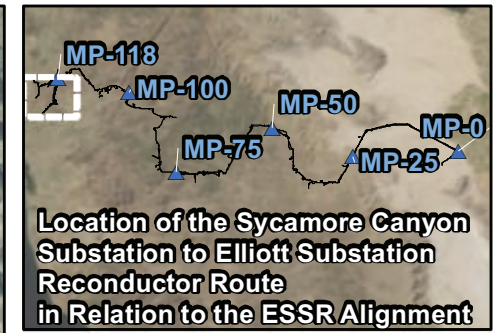 MP-118
MP-100
MP-50
MP-0
MP-75
MP-25
Location of the Sycamore Canyon
Substation to Elliott Substation
Reconductor Route
in Relation to the ESSR Alignment